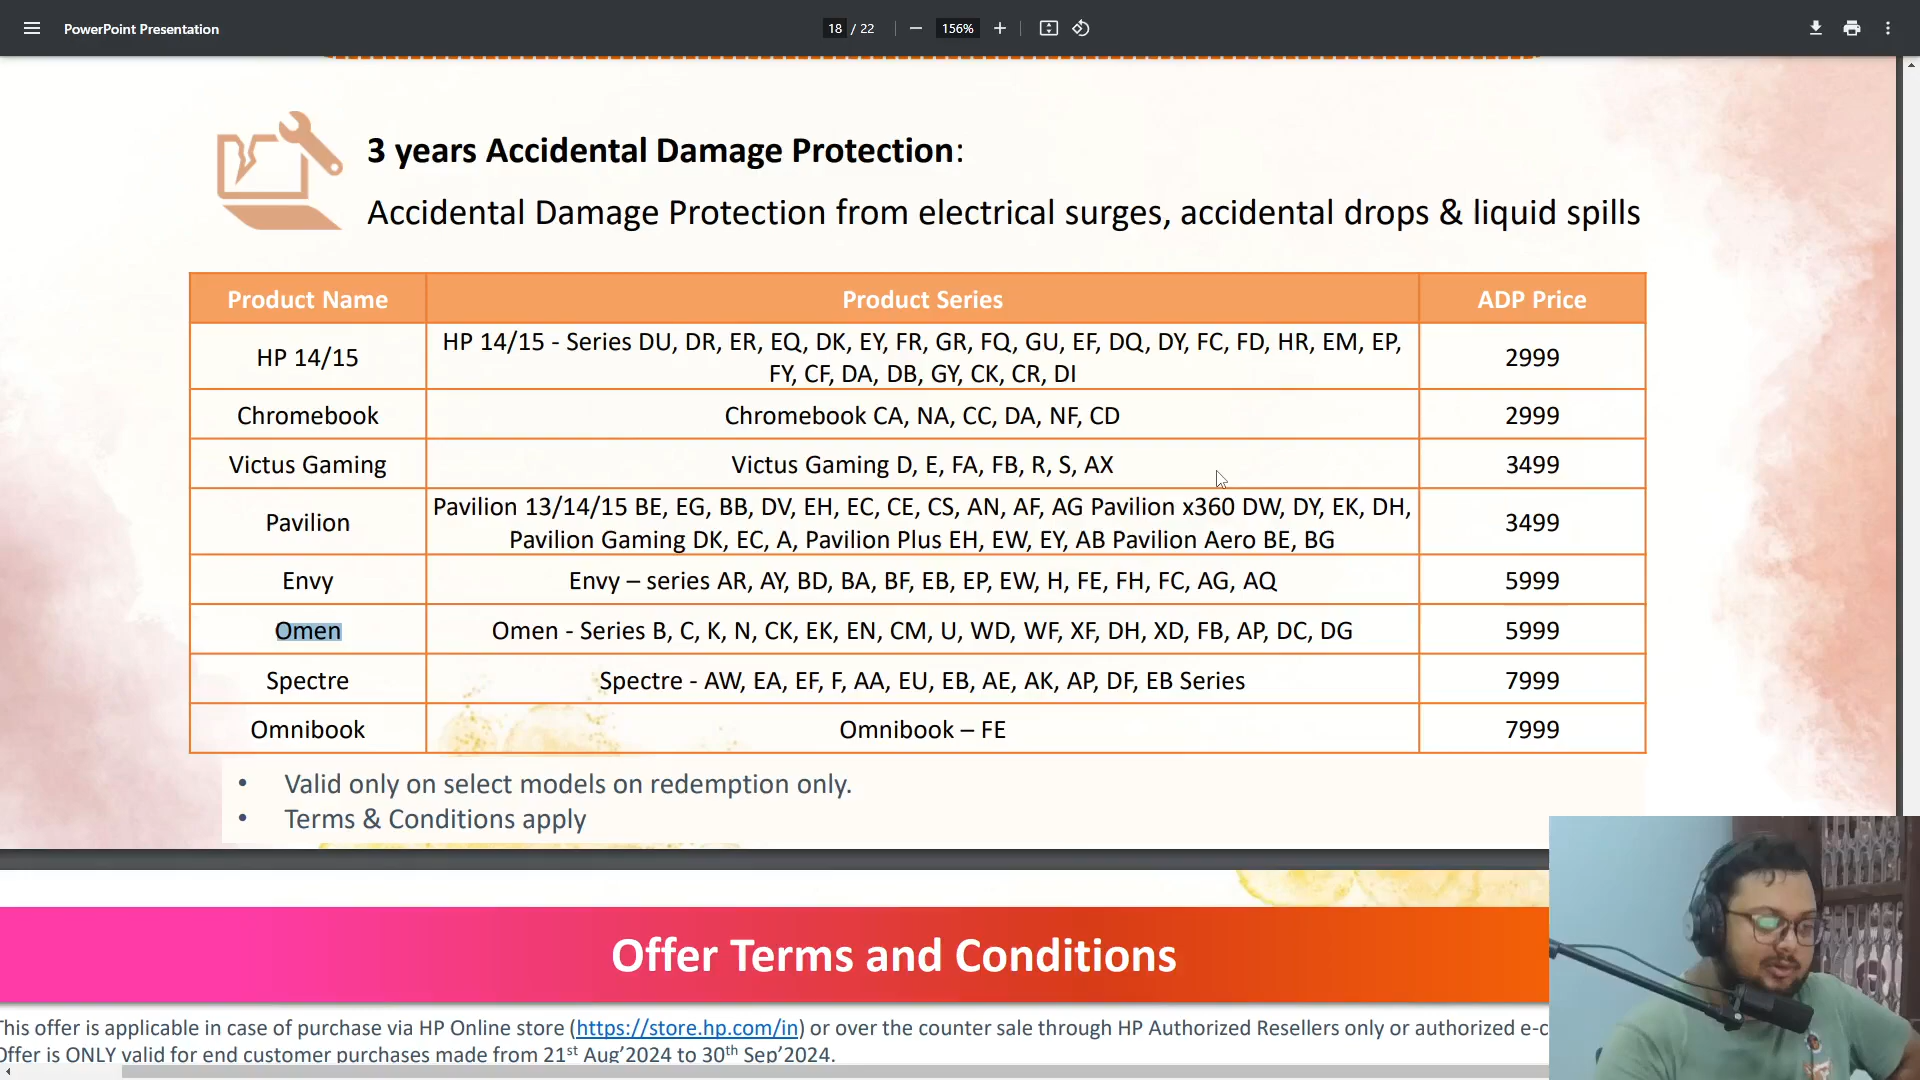 PowerPoint Presentation
18 / 22
156%
3 years Accidental Damage Protection:
Accidental Damage Protection from electrical surges, accidental drops & liquid spills
Product Name Product Series ADP Price
HP 14/15 HP 14/15 - Series DU, DR, ER, EQ, DK, EY, FR, GR, FQ, GU, EF, DQ, DY, FC, FD, HR, EM, EP,
FY, CF, DA, DB, GY, CK, CR, DI 2999
Chromebook Chromebook CA, NA, CC, DA, NF, CD 2999
Victus Gaming Victus Gaming D, E, FA, FB, R, S, AX 3499
Pavilion Pavilion 13/14/15 BE, EG, BB, DV, EH, EC, CE, CS, AN, AF, AG Pavilion x360 DW, DY, EK, DH,
Pavilion Gaming DK, EC, A, Pavilion Plus EH, EW, EY, AB Pavilion Aero BE, BG 3499
Envy Envy – series AR, AY, BD, BA, BF, EB, EP, EW, H, FE, FH, FC, AG, AQ 5999
Omen Omen - Series B, C, K, N, CK, EK, EN, CM, U, WD, WF, XF, DH, XD, FB, AP, DC, DG 5999
Spectre Spectre - AW, EA, EF, F, AA, EU, EB, AE, AK, AP, DF, EB Series 7999
Omnibook Omnibook – FE 7999
• Valid only on select models on redemption only.
• Terms & Conditions apply
Offer Terms and Conditions
This offer is applicable in case of purchase via HP Online store (https://store.hp.com/in) or over the counter sale through HP Authorized Resellers only or authorized e-c
Offer is ONLY valid for end customer purchases made from 21st Aug'2024 to 30th Sep'2024.